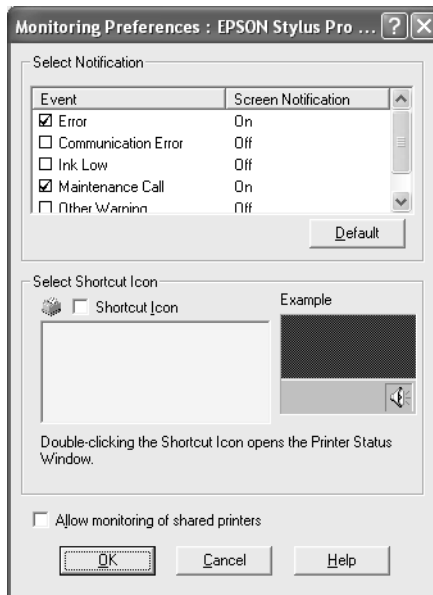 Monitoring Preferences : EPSON Stylus Pro ...
Select Notification
Event Screen Notification
Error On
Communication Error Off
Ink Low Off
Maintenance Call On
Other Warning Off
Default
Select Shortcut Icon
Shortcut Icon
Example
Double-clicking the Shortcut Icon opens the Printer Status
Window.
Allow monitoring of shared printers
OK Cancel Help